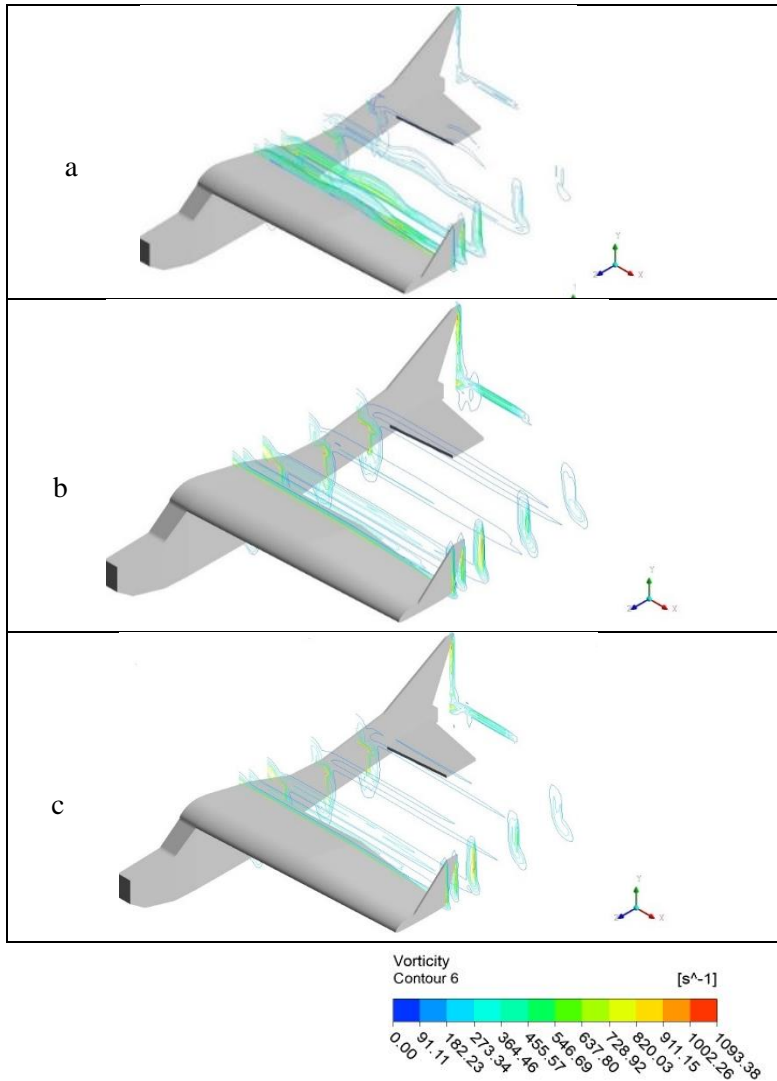 a
Y
Z
X
b
Y
Z
X
c
Y
Z
X
Vorticity
Contour 6
[s^-1]
0.00
91.11
182.23
273.34
364.46
455.57
546.69
637.80
728.92
820.03
911.15
1002.26
1093.38